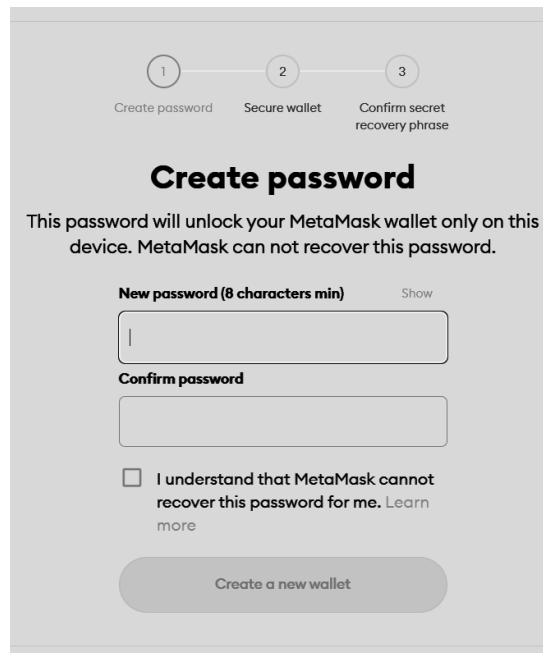 1
2
3
Create password
Secure wallet
Confirm secret
recovery phrase
Create password
This password will unlock your MetaMask wallet only on this
device. MetaMask can not recover this password.
New password (8 characters min)
Show
Confirm password
I understand that MetaMask cannot
recover this password for me. Learn
more
Create a new wallet